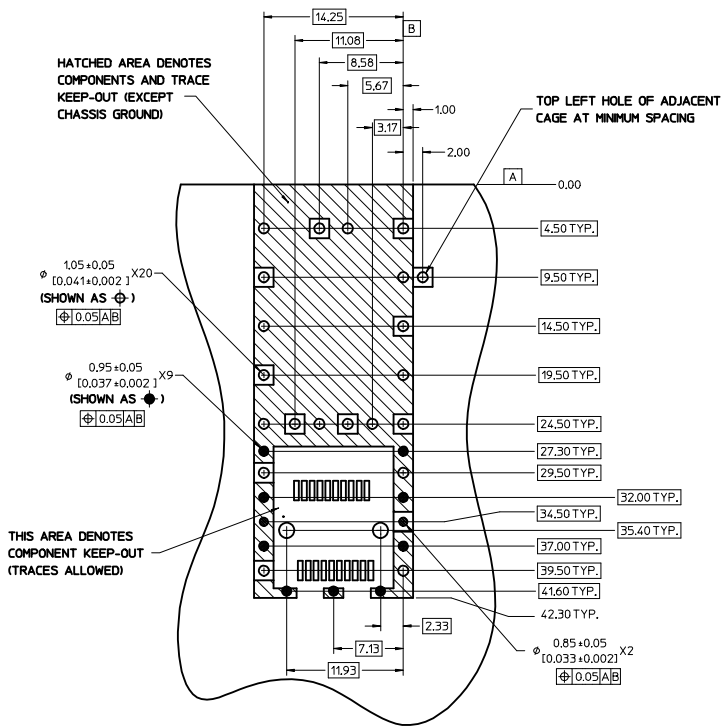 14.25
B
11.08
8.58
5.67
1.00
3.17
2.00
HATCHED AREA DENOTES
COMPONENTS AND TRACE
KEEP-OUT (EXCEPT
CHASSIS GROUND)
TOP LEFT HOLE OF ADJACENT
CAGE AT MINIMUM SPACING
A
0.00
4.50 TYP.
9.50 TYP.
14.50 TYP.
19.50 TYP.
24.50 TYP.
27.30 TYP.
29.50 TYP.
32.00 TYP.
34.50 TYP.
35.40 TYP.
37.00 TYP.
39.50 TYP.
41.60 TYP.
42.30 TYP.
⌀ 1.05±0.05
[0.041±0.002 ] X20
(SHOWN AS ⌖)
⌖ 0.05 A B
⌀ 0.95±0.05
[0.037±0.002 ] X9
(SHOWN AS )
⌖ 0.05 A B
THIS AREA DENOTES
COMPONENT KEEP-OUT
(TRACES ALLOWED)
2.33
7.13
11.93
⌀ 0.85±0.05
[0.033±0.002] X2
⌖ 0.05 A B